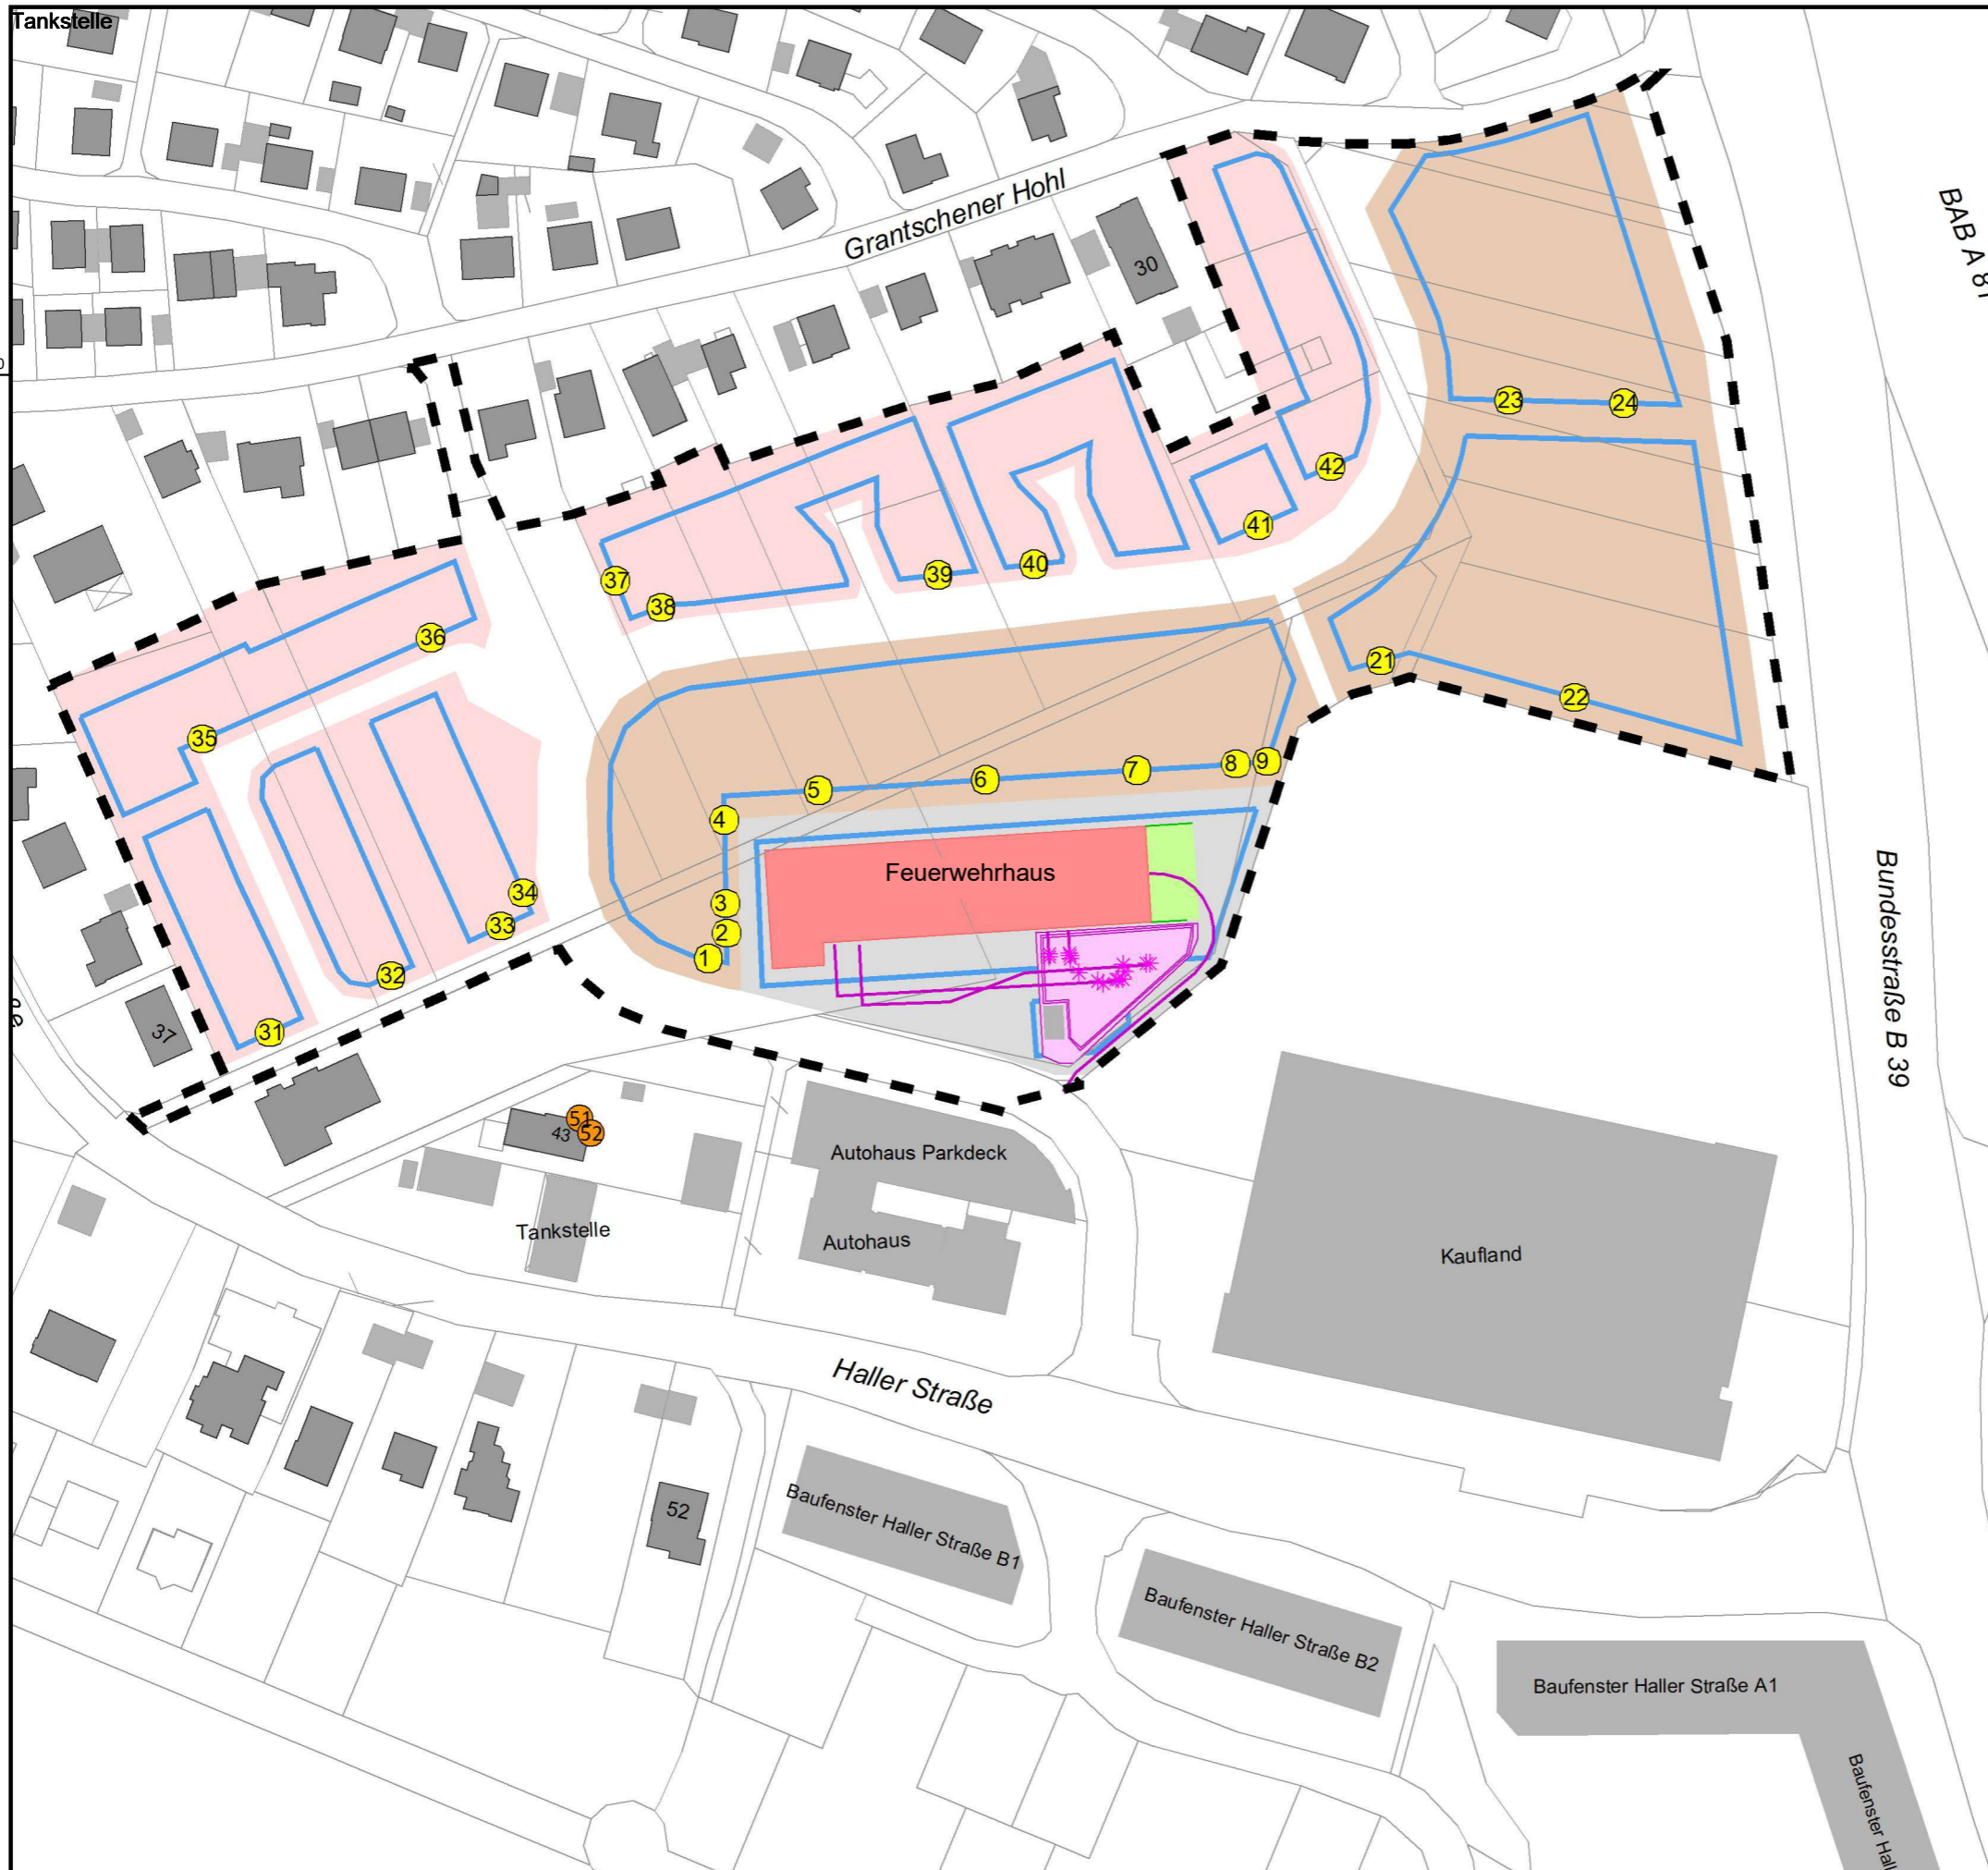 Tankstelle
BAB A 81
Grantschener Hohl
30
23
24
42
41
37
38
39
40
36
35
21
22
5
6
7
8
9
4
Feuerwehrhaus
34
33
3
2
1
32
31
37
Bundesstraße B 39
51
52
43
Autohaus Parkdeck
Tankstelle
Autohaus
Kaufland
Haller Straße
52
Baufenster Haller Straße B1
Baufenster Haller Straße B2
Baufenster Haller Straße A1
Baufenster